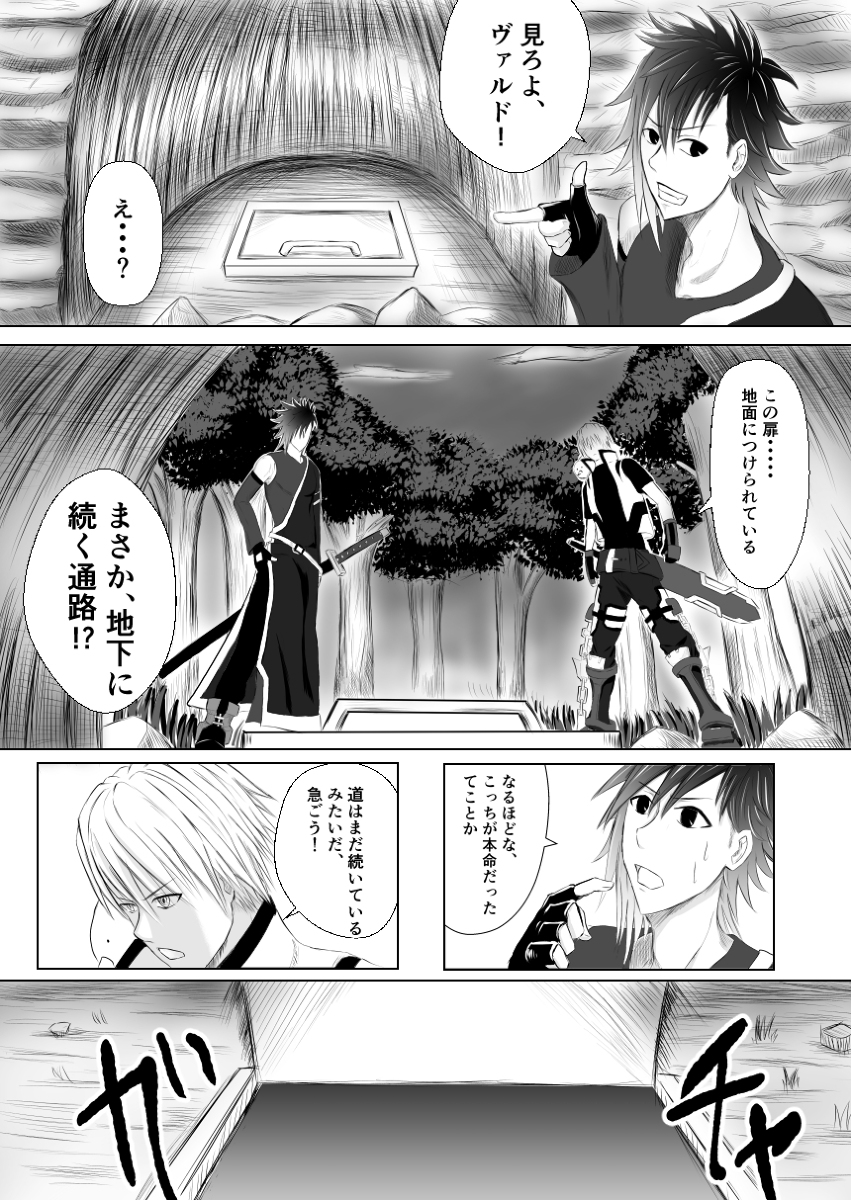 見ろよ、
ヴァルド！
え・・・？
この扉・・・・・
地面につけられている
まさか、地下に
続く通路!?
なるほどな、
こっちが本命だった
てことか
道はまだ続いている
みたいだ、
急ごう！
ガチャ